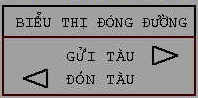 BIỂU THỊ ĐÓNG ĐƯỜNG
GỬI TÀU
ĐÓN TÀU